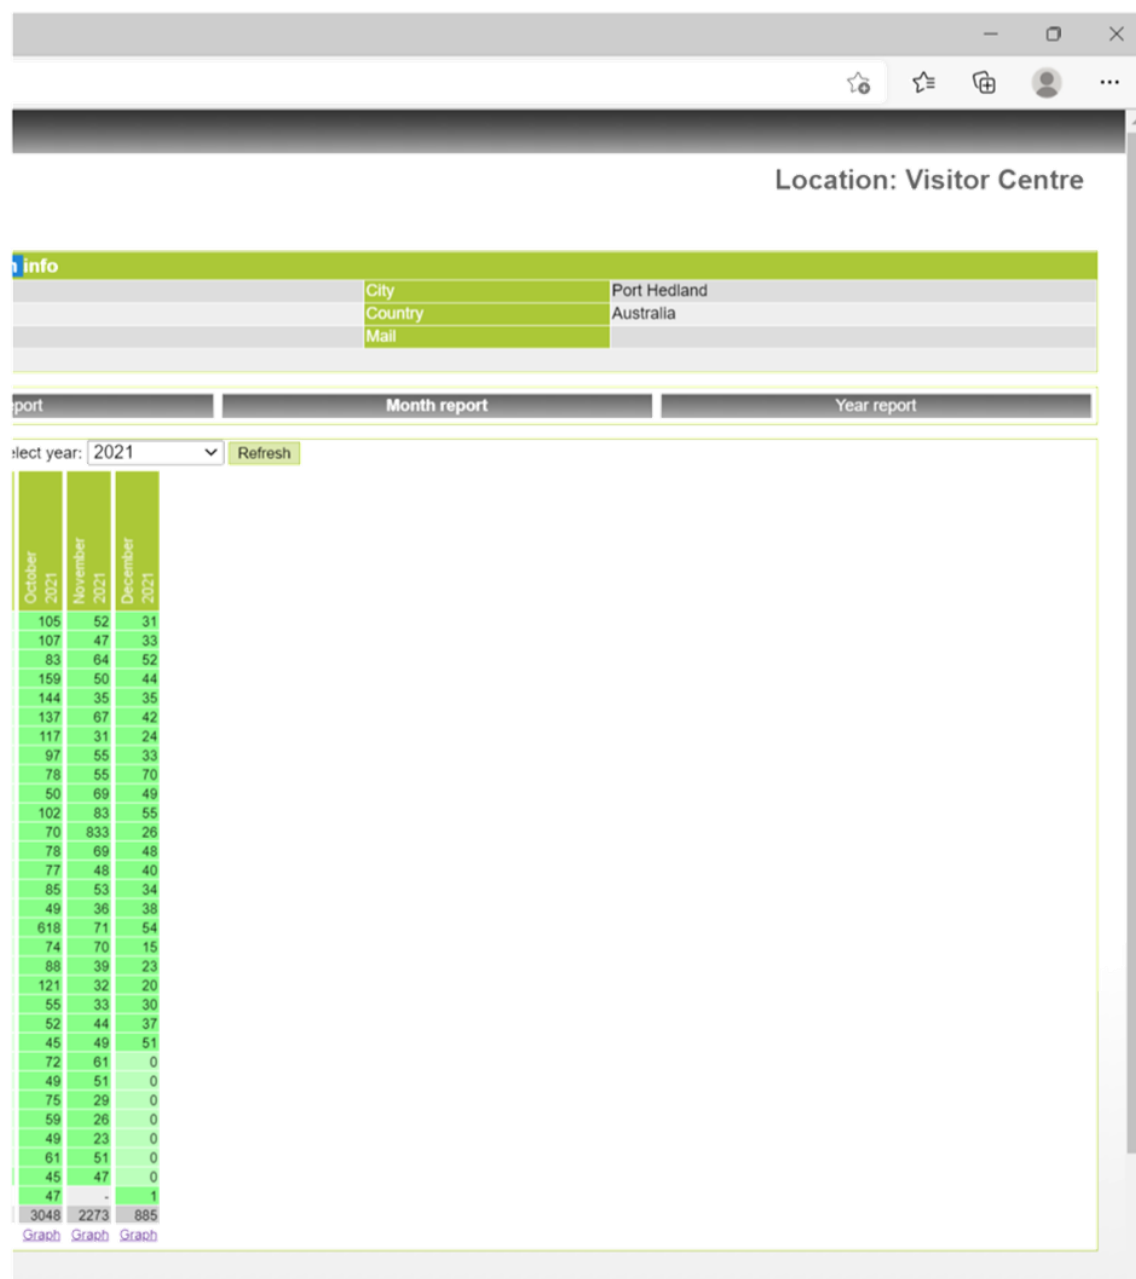 Location: Visitor Centre
info
City Port Hedland
Country Australia
Mail
port Month report Year report
elect year: 2021 Refresh
October 2021 November 2021 December 2021
105 52 31
107 47 33
83 64 52
159 50 44
144 35 35
137 67 42
117 31 24
97 55 33
78 55 70
50 69 49
102 83 55
70 833 26
78 69 48
77 48 40
85 53 34
49 36 38
618 71 54
74 70 15
88 39 23
121 32 20
55 33 30
52 44 37
45 49 51
72 61 0
49 51 0
75 29 0
59 26 0
49 23 0
61 51 0
45 47 0
47 - 1
3048 2273 885
Graph Graph Graph